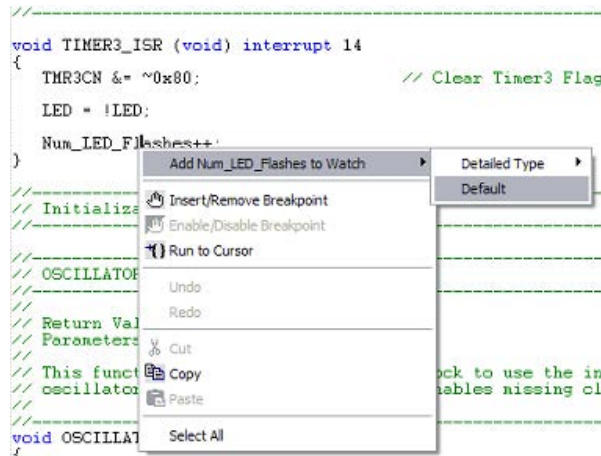 //--------------------------------------------------------------
void TIMER3_ISR (void) interrupt 14
{
TMR3CN &= ~0x80; // Clear Timer3 Flag
LED = !LED;
Num_LED_Flashes++;
}
Add Num_LED_Flashes to Watch
Detailed Type
Default
Insert/Remove Breakpoint
Enable/Disable Breakpoint
Run to Cursor
Undo
Redo
Cut
Copy
Paste
Select All
//--------------------------------------------------------------
// Initializa
//--------------------------------------------------------------
//--------------------------------------------------------------
// OSCILLATOR
//--------------------------------------------------------------
//
// Return Val
// Parameters
//
// This funct ock to use the in
// oscillator ables missing cl
//
//--------------------------------------------------------------
void OSCILLAT
{